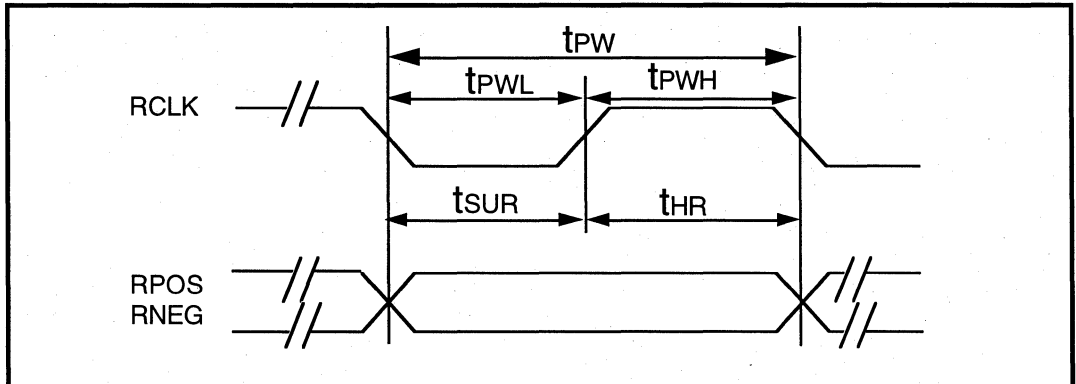 tPW
tPWL tPWH
RCLK
tSUR tHR
RPOS
RNEG